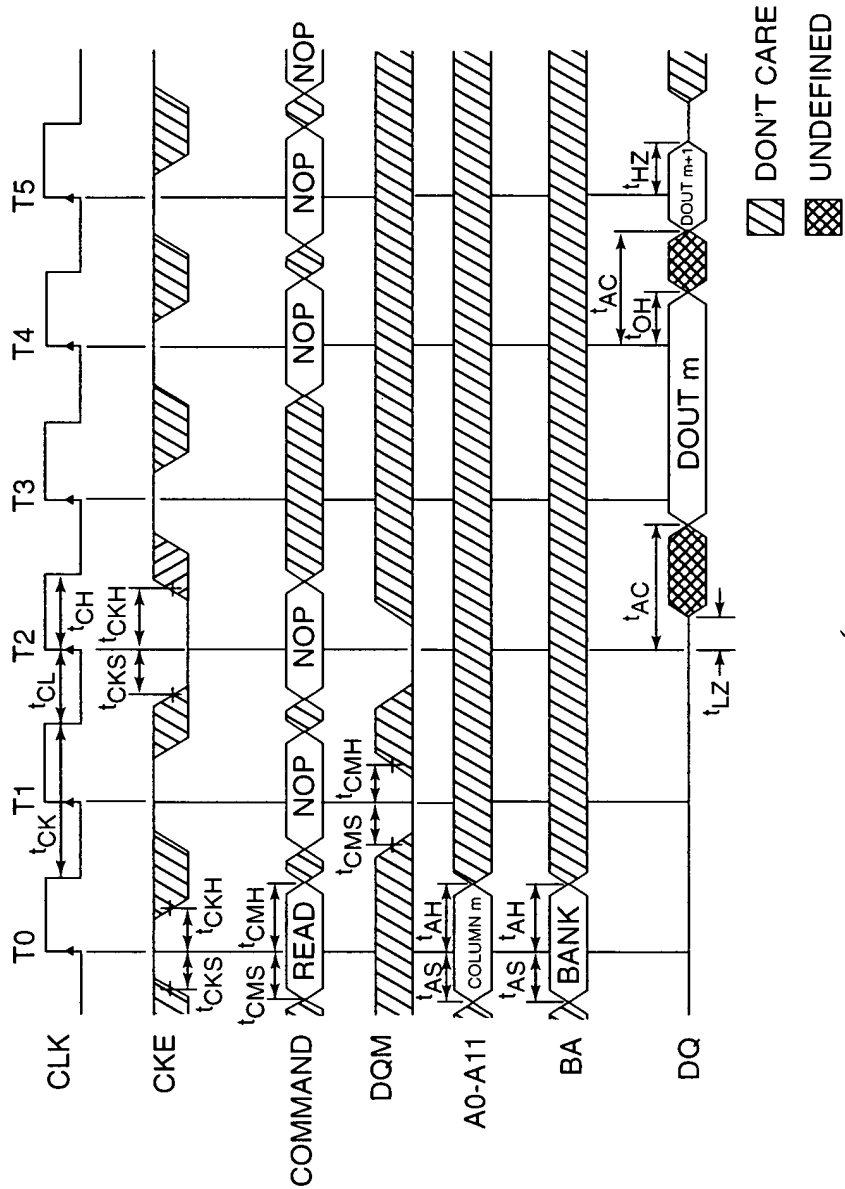 T0 T1 T2 T3 T4 T5
CLK
tCK tCL tCH
CKE
tCKS tCKH tCKS tCKH
COMMAND
READ NOP NOP NOP NOP NOP
tCMS tCMH
DQM
tCMS tCMH
A0-A11
COLUMN m
tAS tAH
BA
BANK
tAS tAH
DQ
DOUT m DOUT m+1
tAC tAC
tOH tHZ
tLZ
DON'T CARE
UNDEFINED